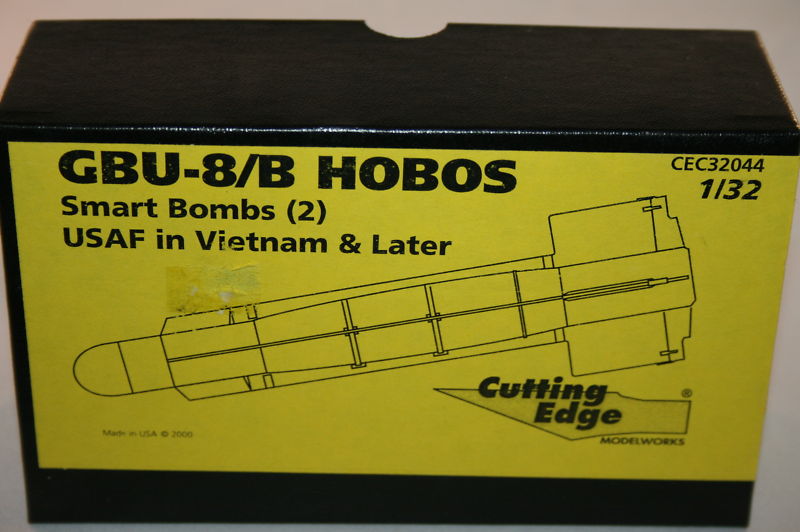 GBU-8/B HOBOS
CEC32044
1/32
Smart Bombs (2)
USAF in Vietnam & Later
Cutting
Edge
®
MODELWORKS
Made in USA © 2000